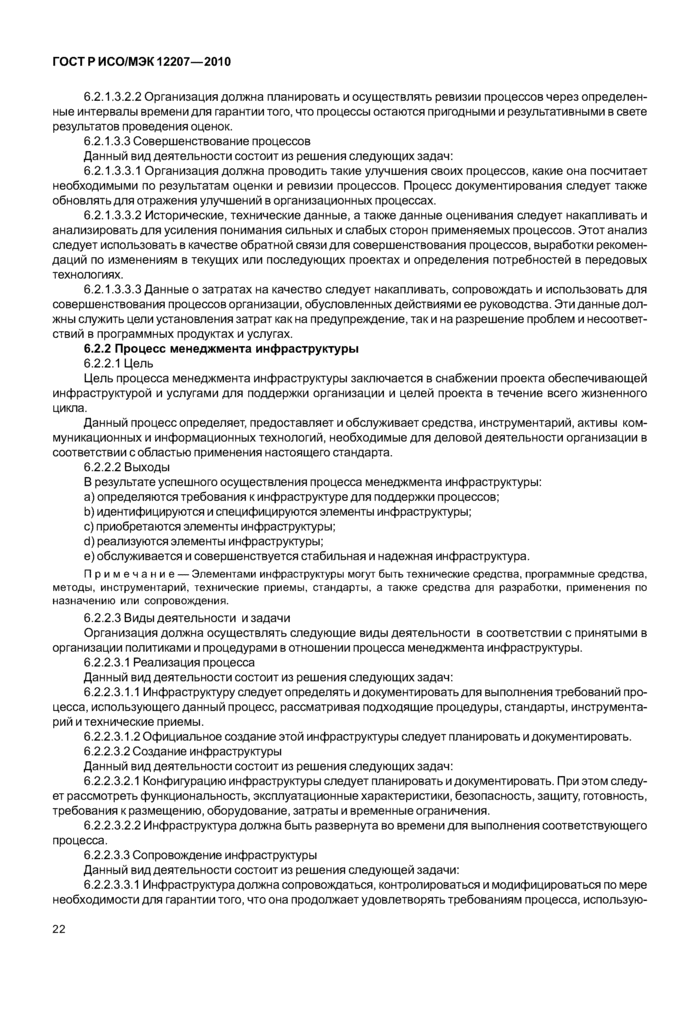 ГОСТ Р ИСО/МЭК 12207—2010
6.2.1.3.2.2 Организация должна планировать и осуществлять ревизии процессов через определен-
ные интервалы времени для гарантии того, что процессы остаются пригодными и результативными в свете
результатов проведения оценок.
6.2.1.3.3 Совершенствование процессов
Данный вид деятельности состоит из решения следующих задач:
6.2.1.3.3.1 Организация должна проводить такие улучшения своих процессов, какие она посчитает
необходимыми по результатам оценки и ревизии процессов. Процесс документирования следует также
обновлять для отражения улучшений в организационных процессах.
6.2.1.3.3.2 Исторические, технические данные, а также данные оценивания следует накапливать и
анализировать для усиления понимания сильных и слабых сторон применяемых процессов. Этот анализ
следует использовать в качестве обратной связи для совершенствования процессов, выработки рекомен-
даций по изменениям в текущих или последующих проектах и определения потребностей в передовых
технологиях.
6.2.1.3.3.3 Данные о затратах на качество следует накапливать, сопровождать и использовать для
совершенствования процессов организации, обусловленных действиями ее руководства. Эти данные дол-
жны служить цели установления затрат как на предупреждение, так и на разрешение проблем и несоответ-
ствий в программных продуктах и услугах.
6.2.2 Процесс менеджмента инфраструктуры
6.2.2.1 Цель
Цель процесса менеджмента инфраструктуры заключается в снабжении проекта обеспечивающей
инфраструктурой и услугами для поддержки организации и целей проекта в течение всего жизненного
цикла.
Данный процесс определяет, предоставляет и обслуживает средства, инструментарий, активы ком-
муникационных и информационных технологий, необходимые для деловой деятельности организации в
соответствии с областью применения настоящего стандарта.
6.2.2.2 Выходы
В результате успешного осуществления процесса менеджмента инфраструктуры:
a) определяются требования к инфраструктуре для поддержки процессов;
b) идентифицируются и специфицируются элементы инфраструктуры;
c) приобретаются элементы инфраструктуры;
d) реализуются элементы инфраструктуры;
e) обслуживается и совершенствуется стабильная и надежная инфраструктура.
П р и м е ч а н и е — Элементами инфраструктуры могут быть технические средства, программные средства,
методы, инструментарий, технические приемы, стандарты, а также средства для разработки, применения по
назначению или сопровождения.
6.2.2.3 Виды деятельности и задачи
Организация должна осуществлять следующие виды деятельности в соответствии с принятыми в
организации политиками и процедурами в отношении процесса менеджмента инфраструктуры.
6.2.2.3.1 Реализация процесса
Данный вид деятельности состоит из решения следующих задач:
6.2.2.3.1.1 Инфраструктуру следует определять и документировать для выполнения требований про-
цесса, использующего данный процесс, рассматривая подходящие процедуры, стандарты, инструмента-
рий и технические приемы.
6.2.2.3.1.2 Официальное создание этой инфраструктуры следует планировать и документировать.
6.2.2.3.2 Создание инфраструктуры
Данный вид деятельности состоит из решения следующих задач:
6.2.2.3.2.1 Конфигурацию инфраструктуры следует планировать и документировать. При этом следу-
ет рассмотреть функциональность, эксплуатационные характеристики, безопасность, защиту, готовность,
требования к размещению, оборудование, затраты и временные ограничения.
6.2.2.3.2.2 Инфраструктура должна быть развернута во времени для выполнения соответствующего
процесса.
6.2.2.3.3 Сопровождение инфраструктуры
Данный вид деятельности состоит из решения следующей задачи:
6.2.2.3.3.1 Инфраструктура должна сопровождаться, контролироваться и модифицироваться по мере
необходимости для гарантии того, что она продолжает удовлетворять требованиям процесса, использую-
22